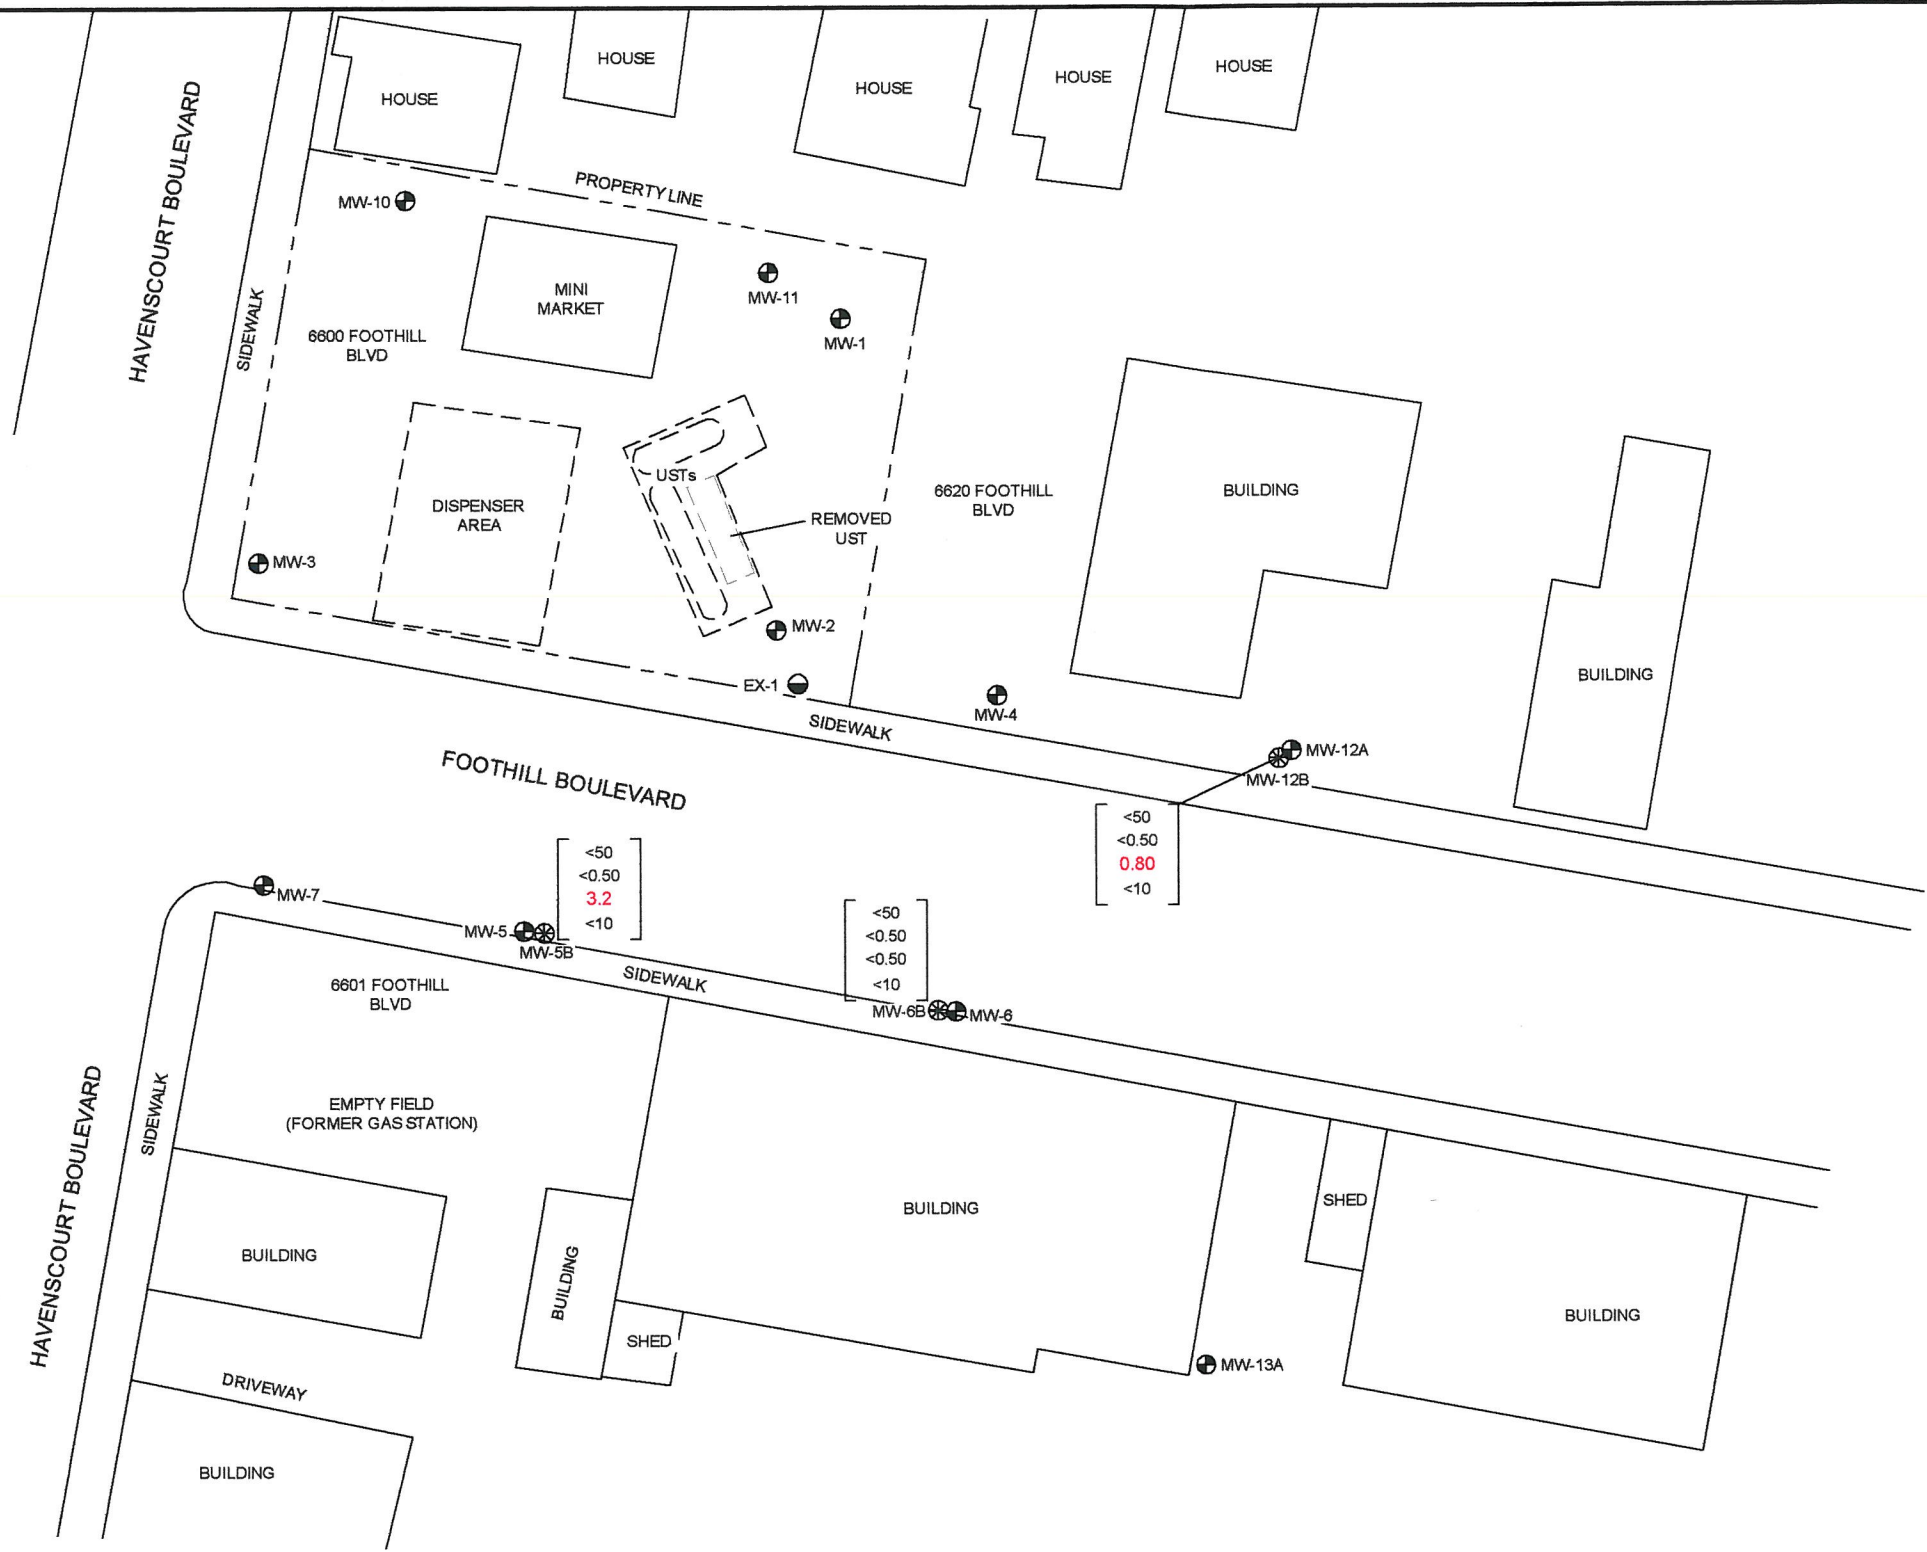 HOUSE
HOUSE
HOUSE
HOUSE
HOUSE
HAVENSCOURT BOULEVARD
SIDEWALK
PROPERTY LINE
MW-10
MINI
MARKET
MW-11
MW-1
6600 FOOTHILL
BLVD
DISPENSER
AREA
USTs
REMOVED
UST
6620 FOOTHILL
BLVD
BUILDING
BUILDING
MW-3
MW-2
EX-1
MW-4
SIDEWALK
MW-12A
MW-12B
FOOTHILL BOULEVARD
<50
<0.50
0.80
<10
<50
<0.50
3.2
<10
<50
<0.50
<0.50
<10
MW-7
MW-5
MW-5B
SIDEWALK
MW-6B
MW-6
6601 FOOTHILL
BLVD
EMPTY FIELD
(FORMER GAS STATION)
HAVENSCOURT BOULEVARD
SIDEWALK
BUILDING
BUILDING
SHED
BUILDING
SHED
BUILDING
MW-13A
DRIVEWAY
BUILDING